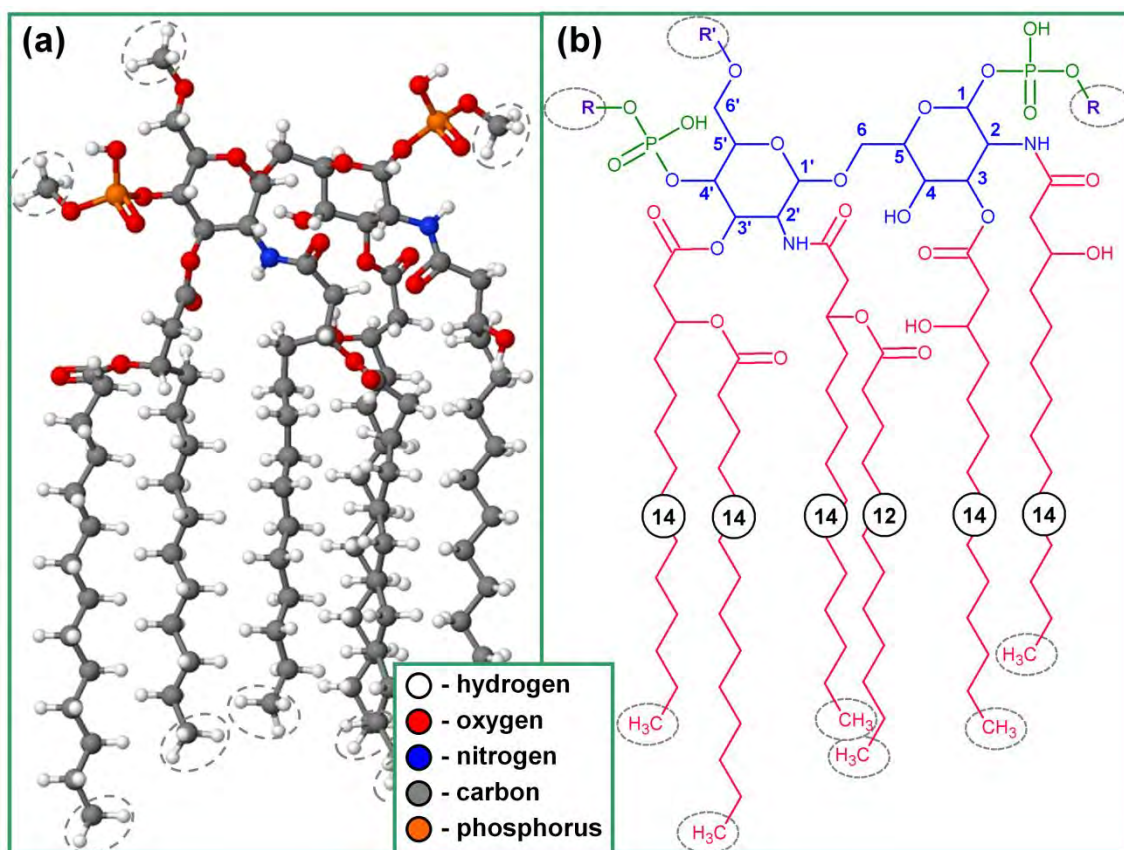 (a)
- hydrogen
- oxygen
- nitrogen
- carbon
- phosphorus
(b)
R'
O
R
O
OH
P
O
O
6'
5'
O
4'
3'
2'
1'
O
NH
O
O
6
5
O
4
3
2
1
HO
O
NH
O
OH
P
O
O
R
O
O
O
O
O
O
HO
O
OH
14
14
14
12
14
14
H3C
H3C
CH3
H3C
CH3
H3C